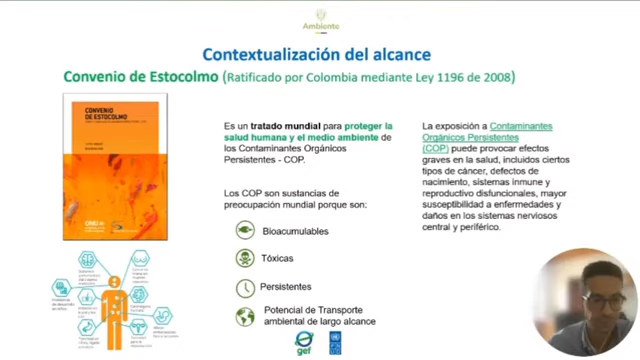 Ambiente
Contextualización del alcance
Convenio de Estocolmo (Ratificado por Colombia mediante Ley 1196 de 2008)
CONVENIO
DE ESTOCOLMO
Es un tratado mundial para proteger la
salud humana y el medio ambiente de
los Contaminantes Orgánicos
Persistentes - COP.
Los COP son sustancias de
preocupación mundial porque son:
Bioacumulables
Tóxicas
Persistentes
Potencial de Transporte
ambiental de largo alcance
La exposición a Contaminantes
Orgánicos Persistentes
(COP) puede provocar efectos
graves en la salud, incluidos ciertos
tipos de cáncer, defectos de
nacimiento, sistemas inmune y
reproductivo disfuncionales, mayor
susceptibilidad a enfermedades y
daños en los sistemas nerviosos
central y periférico.
gef